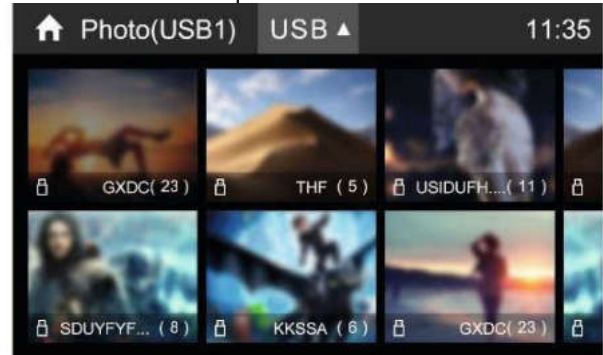 Photo(USB1) USB ▲ 11:35
GXDC( 23 ) THF ( 5 ) USIDUFH....( 11 )
SDUYFYF... ( 8 ) KKSSA ( 6 ) GXDC( 23 )